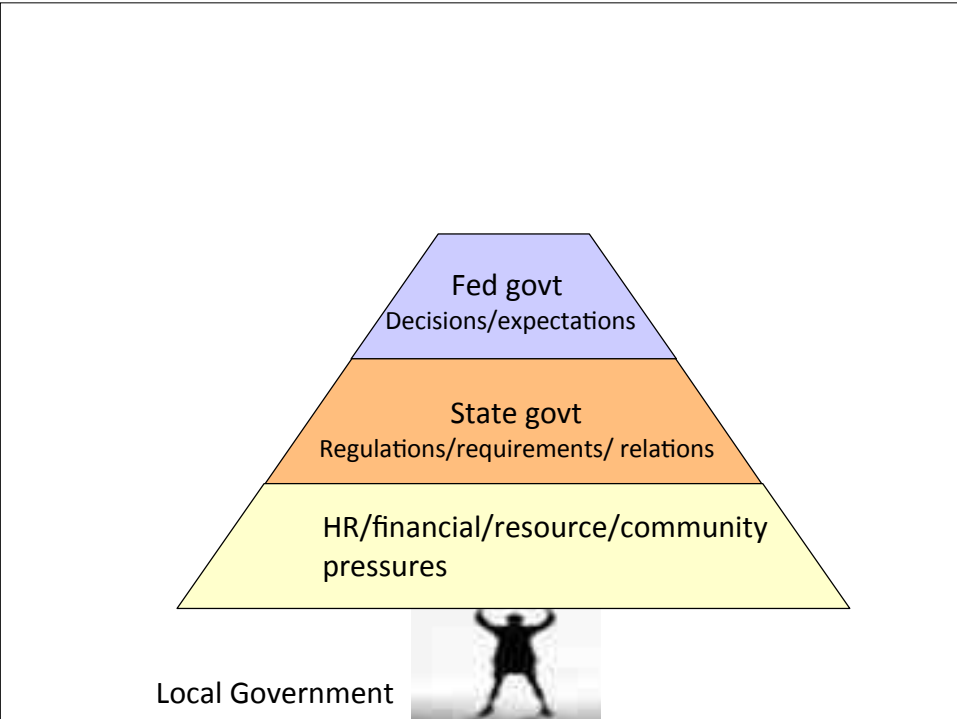 Fed govt
Decisions/expectations
State govt
Regulations/requirements/ relations
HR/financial/resource/community
pressures
Local Government